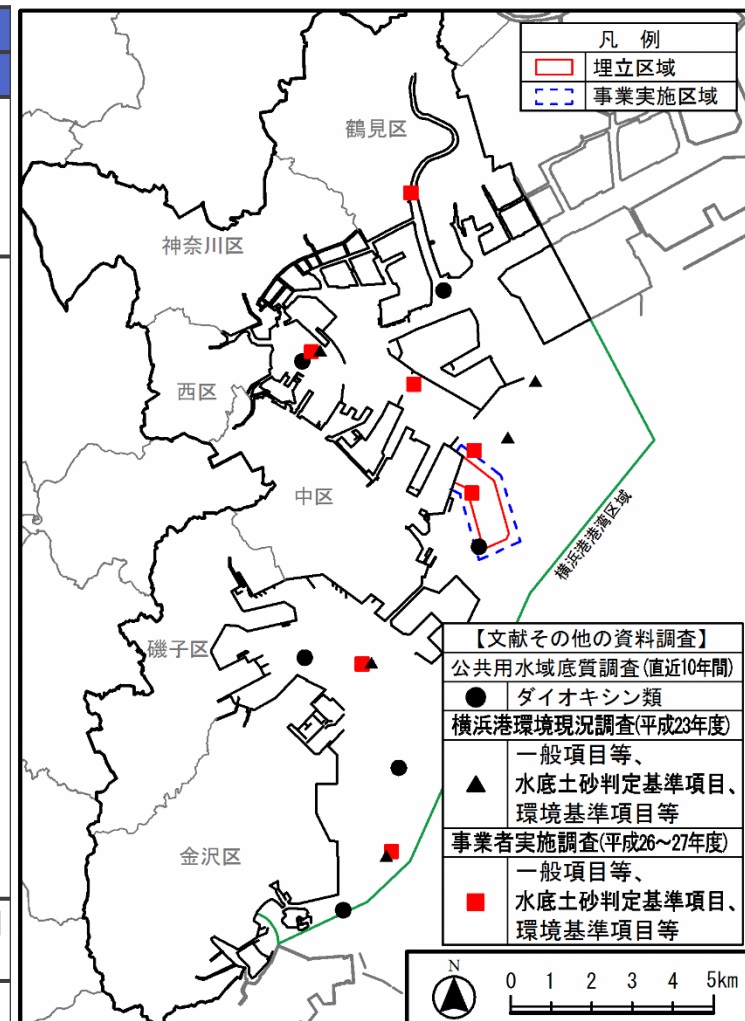 凡 例
埋立区域
事業実施区域
鶴見区
神奈川区
西区
中区
横浜港港湾区域
磯子区
金沢区
【文献その他の資料調査】
公共用水域底質調査(直近10年間)
ダイオキシン類
横浜港環境現況調査(平成23年度)
一般項目等、
水底土砂判定基準項目、
環境基準項目等
事業者実施調査(平成26~27年度)
一般項目等、
水底土砂判定基準項目、
環境基準項目等
N
0 1 2 3 4 5km